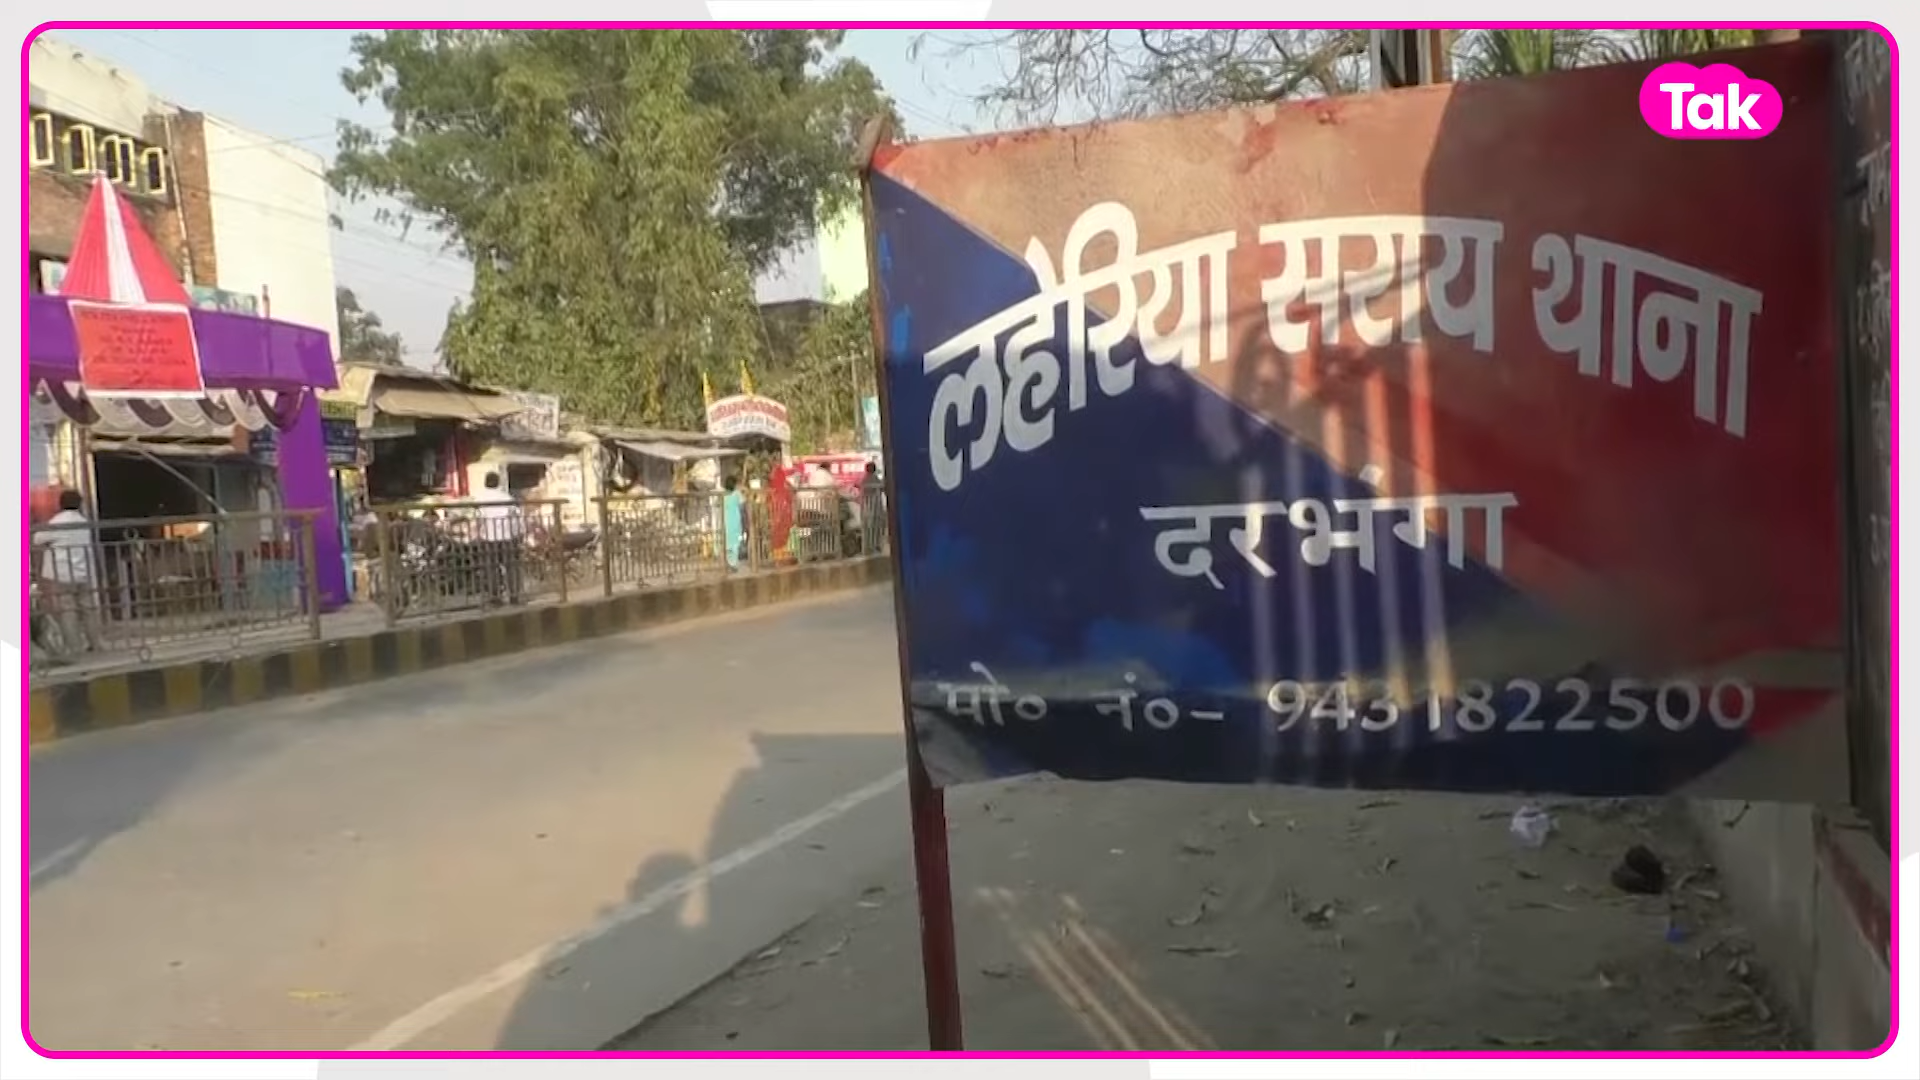 Tak
लहेरिया सराय थाना
दरभंगा
मो० नं०- 9431822500